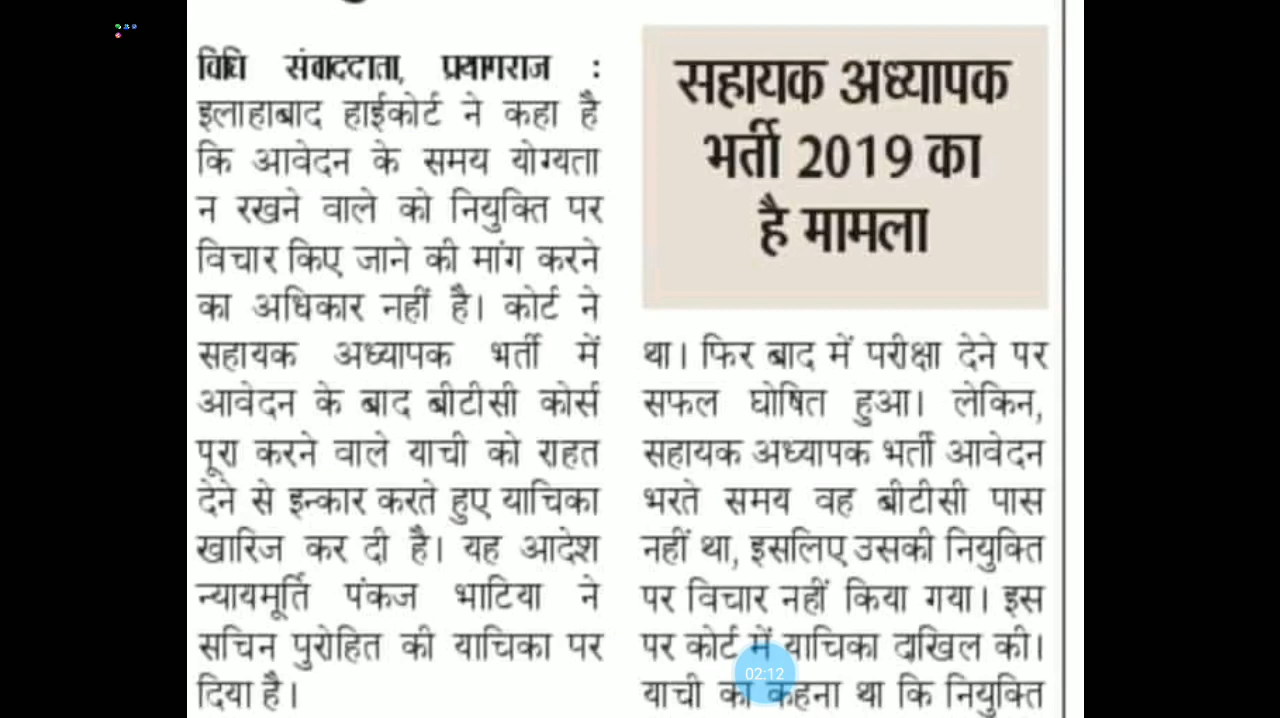 विधि संवाददाता, प्रयागराज :
इलाहाबाद हाईकोर्ट ने कहा है
कि आवेदन के समय योग्यता
न रखने वाले को नियुक्ति पर
विचार किए जाने की मांग करने
का अधिकार नहीं है। कोर्ट ने
सहायक अध्यापक भर्ती में
आवेदन के बाद बीटीसी कोर्स
पूरा करने वाले याची को राहत
देने से इन्कार करते हुए याचिका
खारिज कर दी है। यह आदेश
न्यायमूर्ति पंकज भाटिया ने
सचिन पुरोहित की याचिका पर
दिया है।
सहायक अध्यापक
भर्ती 2019 का
है मामला
था। फिर बाद में परीक्षा देने पर
सफल घोषित हुआ। लेकिन,
सहायक अध्यापक भर्ती आवेदन
भरते समय वह बीटीसी पास
नहीं था, इसलिए उसकी नियुक्ति
पर विचार नहीं किया गया। इस
पर कोर्ट में याचिका दाखिल की।
याची का कहना था कि नियुक्ति
02:12